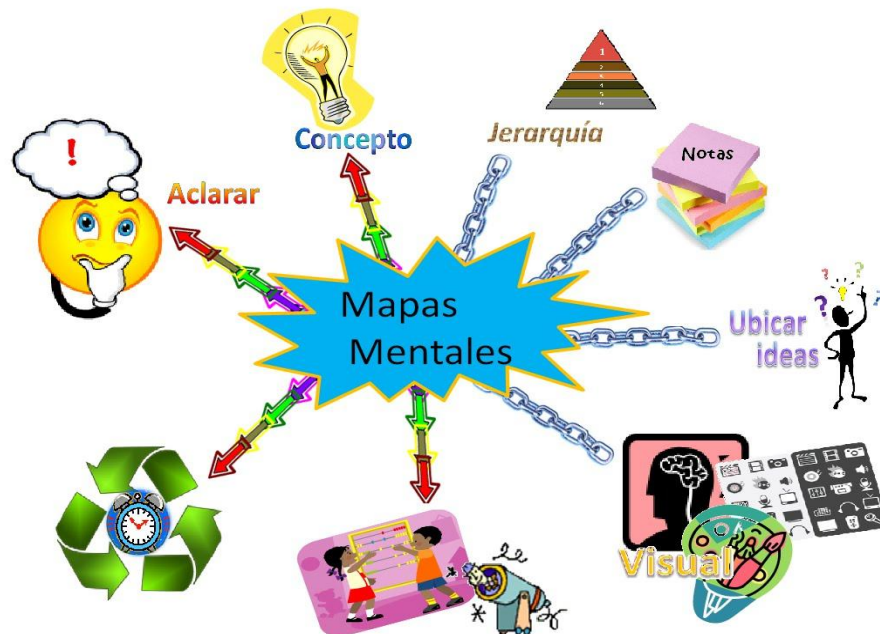 Concepto
Jerarquía
Notas
Aclarar
Mapas
Mentales
Ubicar
ideas
Visual